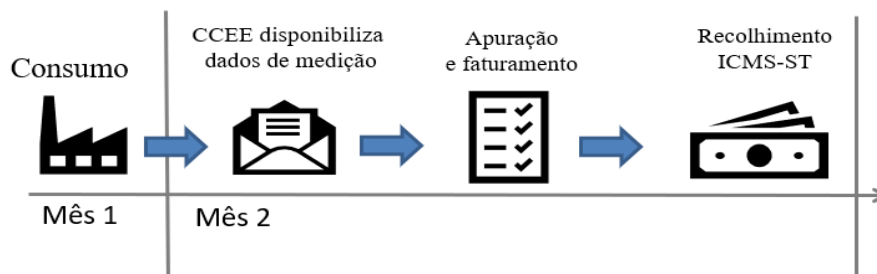 Consumo
CCEE disponibiliza
dados de medição
Apuração
e faturamento
Recolhimento
ICMS-ST
Mês 1
Mês 2